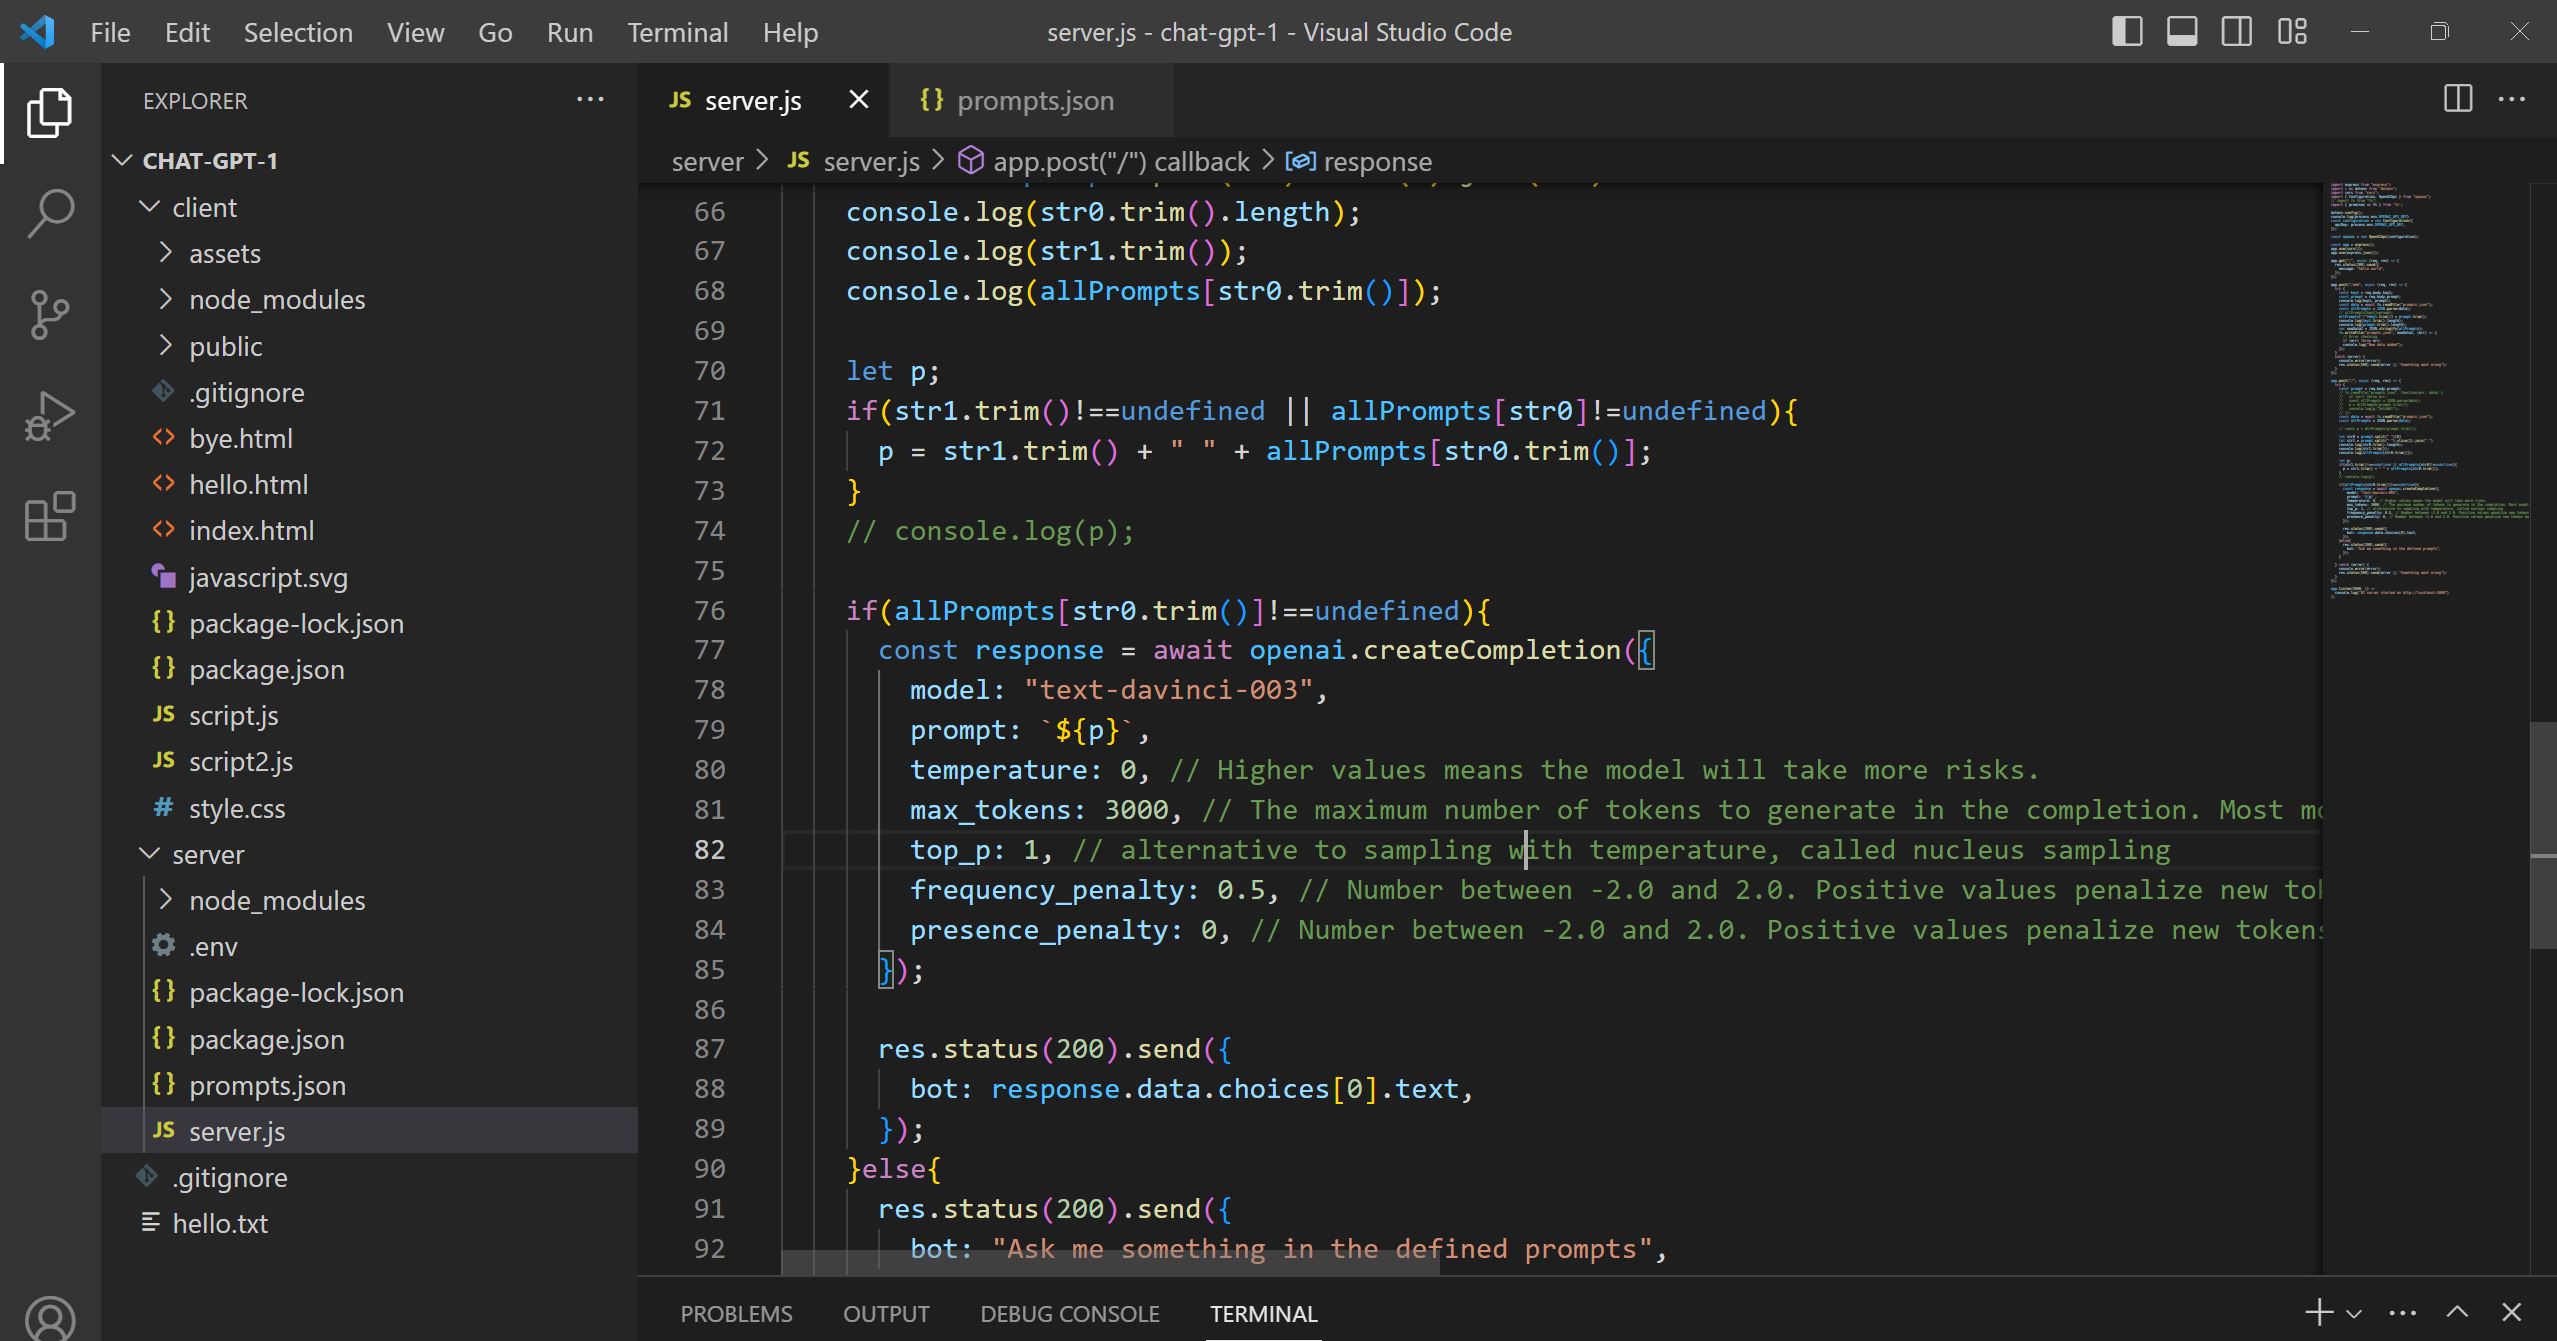 File Edit Selection View Go Run Terminal Help
server.js - chat-gpt-1 - Visual Studio Code
EXPLORER
CHAT-GPT-1
client
assets
node_modules
public
.gitignore
bye.html
hello.html
index.html
javascript.svg
package-lock.json
package.json
script.js
script2.js
style.css
server
node_modules
.env
package-lock.json
package.json
prompts.json
server.js
.gitignore
hello.txt
JS server.js
{} prompts.json
server > JS server.js > app.post("/") callback > response
66 console.log(str0.trim().length);
67 console.log(str1.trim());
68 console.log(allPrompts[str0.trim()]);
69
70 let p;
71 if(str1.trim()!==undefined || allPrompts[str0]!=undefined){
72 p = str1.trim() + " " + allPrompts[str0.trim()];
73 }
74 // console.log(p);
75
76 if(allPrompts[str0.trim()]!==undefined){
77 const response = await openai.createCompletion({
78 model: "text-davinci-003",
79 prompt: `${p}`,
80 temperature: 0, // Higher values means the model will take more risks.
81 max_tokens: 3000, // The maximum number of tokens to generate in the completion. Most
82 top_p: 1, // alternative to sampling with temperature, called nucleus sampling
83 frequency_penalty: 0.5, // Number between -2.0 and 2.0. Positive values penalize new
84 presence_penalty: 0, // Number between -2.0 and 2.0. Positive values penalize new tokens
85 });
86
87 res.status(200).send({
88 bot: response.data.choices[0].text,
89 });
90 }else{
91 res.status(200).send({
92 bot: "Ask me something in the defined prompts",
PROBLEMS OUTPUT DEBUG CONSOLE TERMINAL